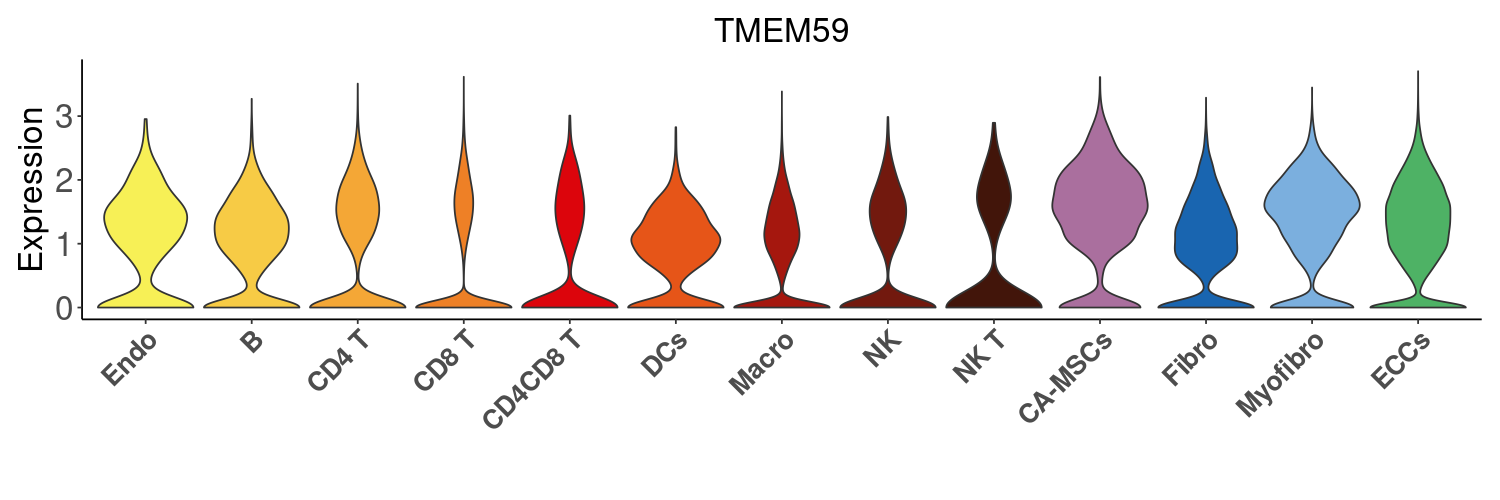 TMEM59
Expression
3
2
1
0
Endo
B
CD4 T
CD8 T
CD4CD8 T
DCs
Macro
NK
NK T
CA-MSCs
Fibro
Myofibro
ECCs